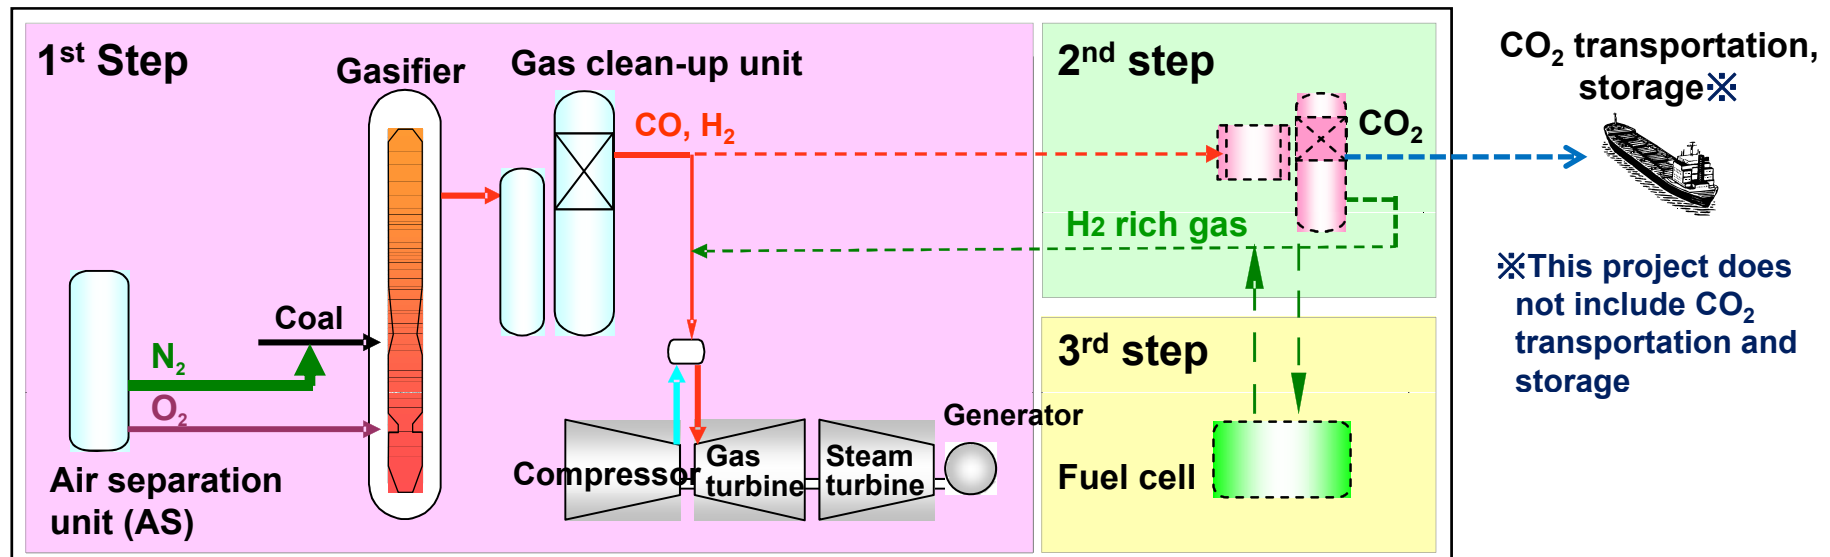 1st Step
Gasifier
Gas clean-up unit
CO, H2
Coal
N2
O2
Air separation
unit (AS)
Compressor
Gas
turbine
Steam
turbine
Generator
2nd step
CO2
H2 rich gas
3rd step
Fuel cell
CO2 transportation,
storage※
※This project does
not include CO2
transportation and
storage